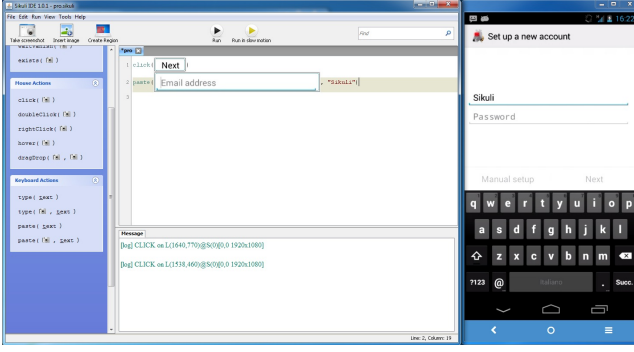 Sikuli IDE 1.0.1 - pro.sikuli
File Edit Run View Tools Help
Take screenshot Insert image Create Region Run Run in slow motion Find
exists( )
Mouse Actions
click( )
doubleClick( )
rightClick( )
hover( )
dragDrop( , )
Keyboard Actions
type( text )
type( , text )
paste( text )
paste( , text )
*pro
1 click( Next )
2 paste( Email address , "Sikuli")
3
Message
[log] CLICK on L(1640,770)@S(0)[0,0 1920x1080]
[log] CLICK on L(1538,460)@S(0)[0,0 1920x1080]
Line: 2, Column: 19
16:22
Set up a new account
Sikuli
Password
Manual setup Next
q w e r t y u i o p
a s d f g h j k l
z x c v b n m
?123 @ Italiano . Succ.